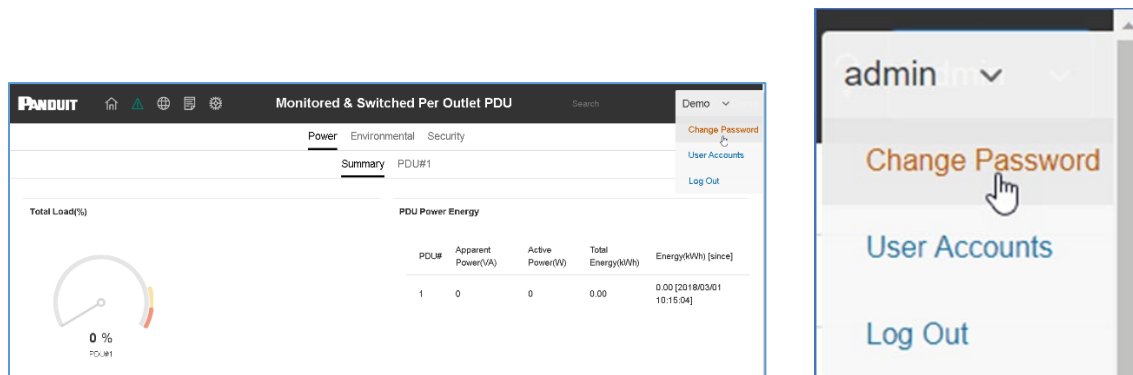 PANDUIT Monitored & Switched Per Outlet PDU Search Demo
Change Password
User Accounts
Log Out
Power Environmental Security
Summary PDU#1
Total Load(%)
0 %
PDU#1
PDU Power Energy
PDU# Apparent Power(VA) Active Power(W) Total Energy(kWh) Energy(kWh) [since]
1 0 0 0.00 0.00 [2018/03/01 10:15:04]
admin
Change Password
User Accounts
Log Out